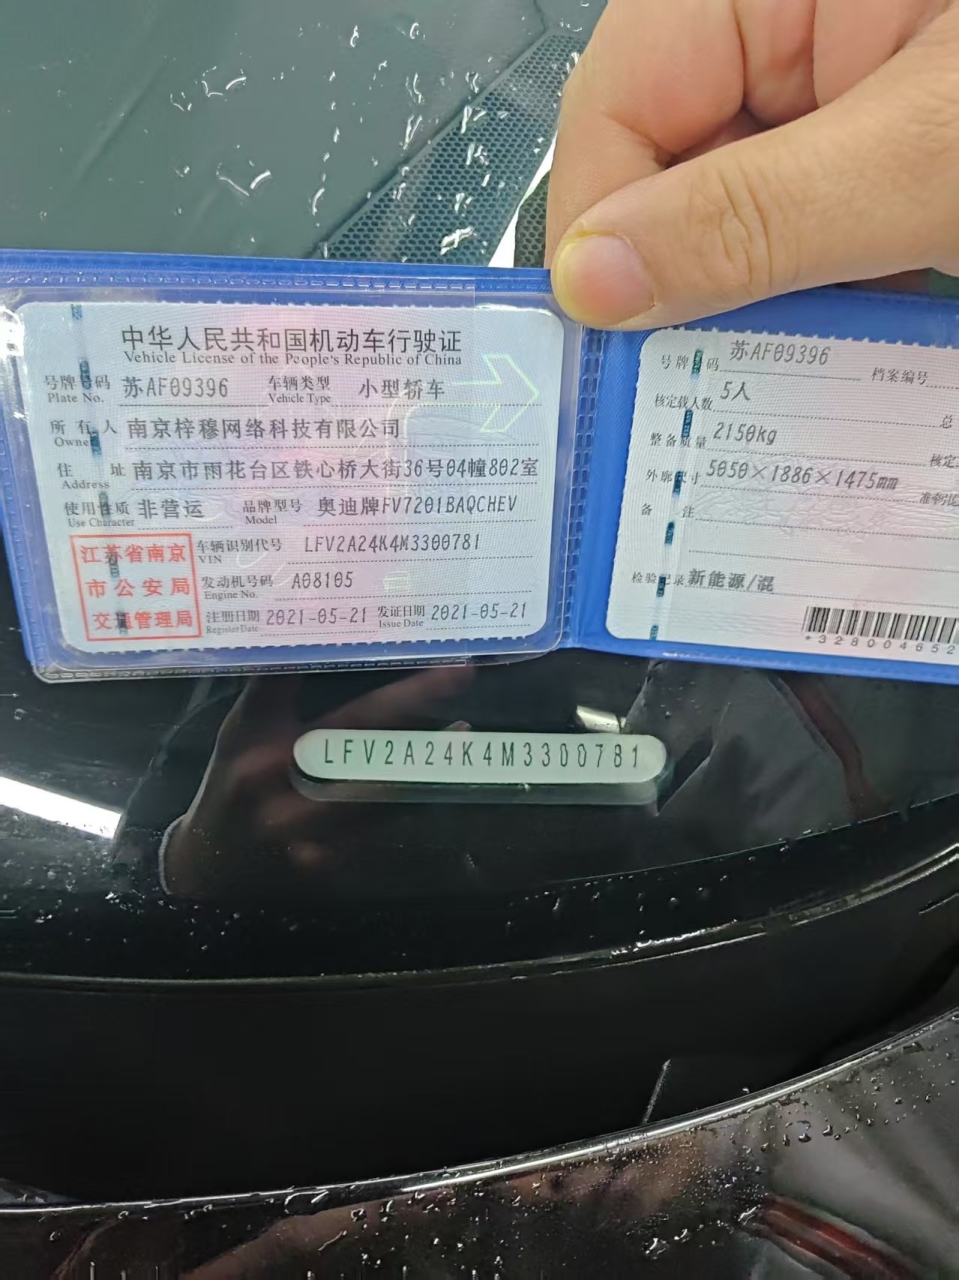 中华人民共和国机动车行驶证
Vehicle License of the People's Republic of China
号牌号码 苏AF09396 车辆类型 小型轿车
Plate No. Vehicle Type
所有人 南京梓穆网络科技有限公司
Owner
住址 南京市雨花台区铁心桥大街36号04幢802室
Address
使用性质 非营运 品牌型号 奥迪牌FV7201BAQCHEV
Use Character Model
江苏省南京
市公安局
交通管理局
车辆识别代号 LFV2A24K4M3300781
VIN
发动机号码 A08105
Engine No.
注册日期 2021-05-21 发证日期 2021-05-21
Register Date Issue Date
号牌号码 苏AF09396 档案编号
核定载人数 5人 总
整备质量 2150kg 核定
外廓尺寸 5050×1886×1475mm 准牵
备注
检验记录 新能源/混
*328004652
LFV2A24K4M3300781